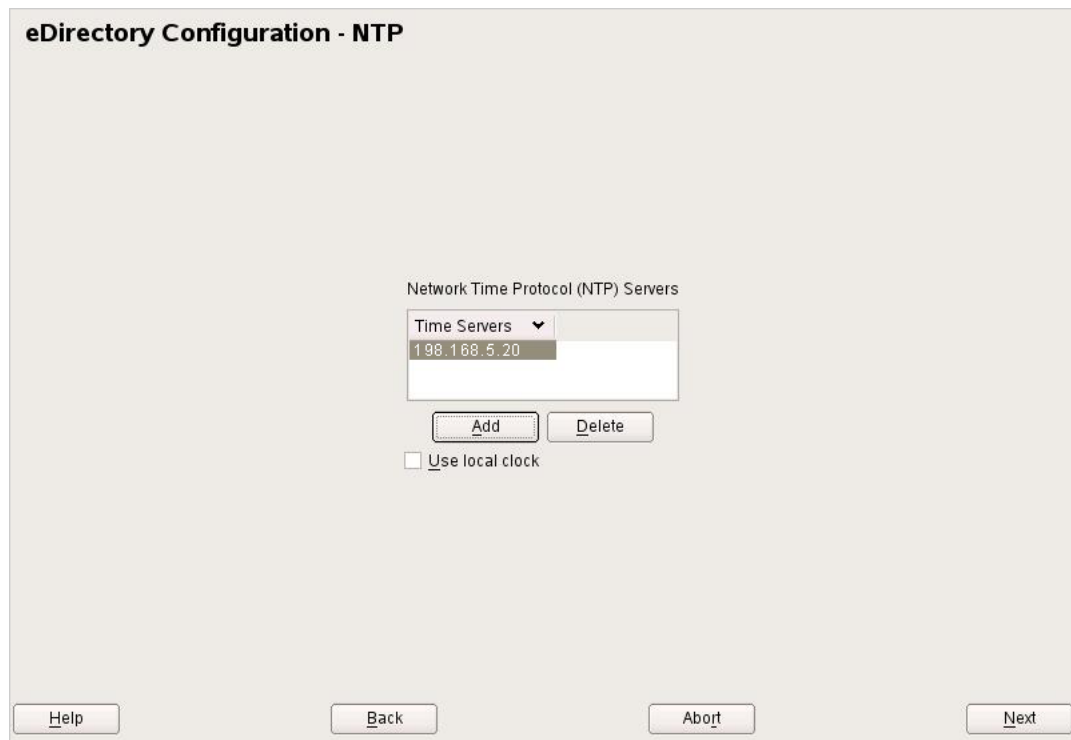 eDirectory Configuration - NTP
Network Time Protocol (NTP) Servers
Time Servers
198.168.5.20
Add Delete
Use local clock
Help Back Abort Next